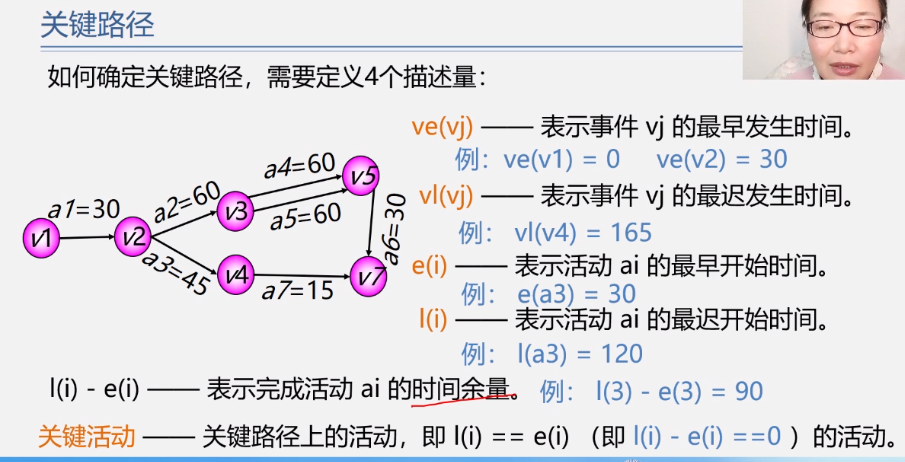 关键路径
如何确定关键路径，需要定义4个描述量：
ve(vj) —— 表示事件 vj 的最早发生时间。
例：ve(v1) = 0 ve(v2) = 30
vl(vj) —— 表示事件 vj 的最迟发生时间。
例： vl(v4) = 165
e(i) —— 表示活动 ai 的最早开始时间。
例： e(a3) = 30
l(i) —— 表示活动 ai 的最迟开始时间。
例： l(a3) = 120
a1=30
a2=60
a3=45
a4=60
a5=60
a6=30
a7=15
v1
v2
v3
v4
v5
v7
l(i) - e(i) —— 表示完成活动 ai 的时间余量。 例： l(3) - e(3) = 90
关键活动 —— 关键路径上的活动，即 l(i) == e(i) （即 l(i) - e(i) ==0 ）的活动。